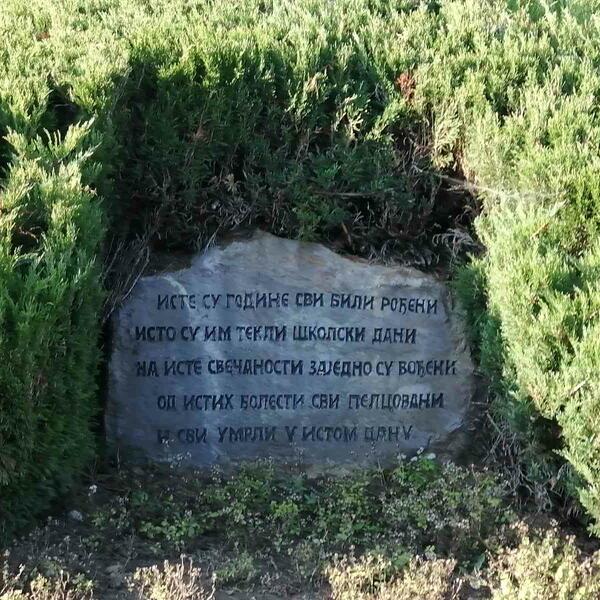 ИСТЕ СУ ГОДИНЕ СВИ БИЛИ РОЂЕНИ
ИСТО СУ ИМ ТЕКЛИ ШКОЛСКИ ДАНИ
НА ИСТЕ СВЕЧАНОСТИ ЗАЈЕДНО СУ ВОЂЕНИ
ОД ИСТИХ БОЛЕСТИ СВИ ПЕЛЦОВАНИ
И СВИ УМРЛИ У ИСТОМ ДАНУ